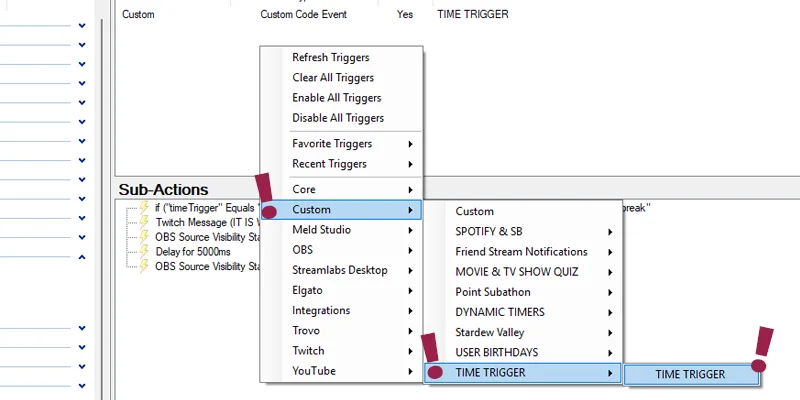 Custom Custom Code Event Yes TIME TRIGGER
Refresh Triggers
Clear All Triggers
Enable All Triggers
Disable All Triggers
Favorite Triggers
Recent Triggers
Core
Custom
Meld Studio
OBS
Streamlabs Desktop
Elgato
Integrations
Trovo
Twitch
YouTube
Custom
SPOTIFY & SB
Friend Stream Notifications
MOVIE & TV SHOW QUIZ
Point Subathon
DYNAMIC TIMERS
Stardew Valley
USER BIRTHDAYS
TIME TRIGGER
TIME TRIGGER
Sub-Actions
if ("timeTrigger" Equals
Twitch Message (IT IS
OBS Source Visibility Sta
Delay for 5000ms
OBS Source Visibility Sta